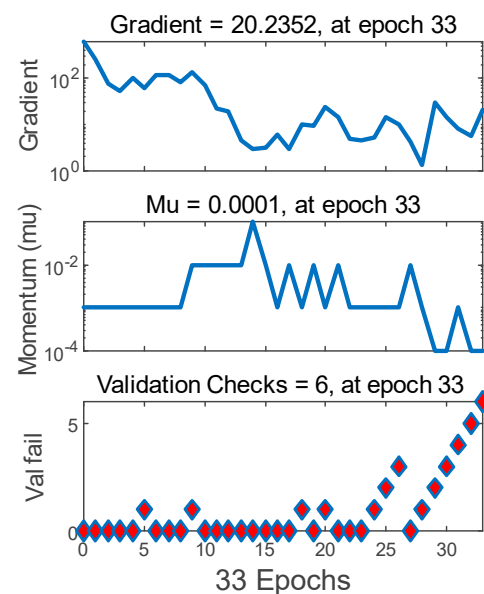 Gradient = 20.2352, at epoch 33
Gradient
10^2
10^0
Mu = 0.0001, at epoch 33
Momentum (mu)
10^-2
10^-4
Validation Checks = 6, at epoch 33
Val fail
5
0
0 5 10 15 20 25 30
33 Epochs